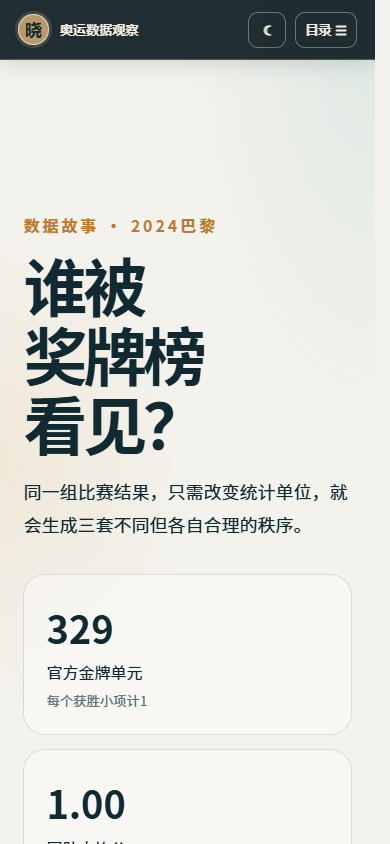 晓 奥运数据观察 目录
数据故事 · 2024巴黎
谁被
奖牌榜
看见？
同一组比赛结果，只需改变统计单位，就
会生成三套不同但各自合理的秩序。
329
官方金牌单元
每个获胜小项计1
1.00